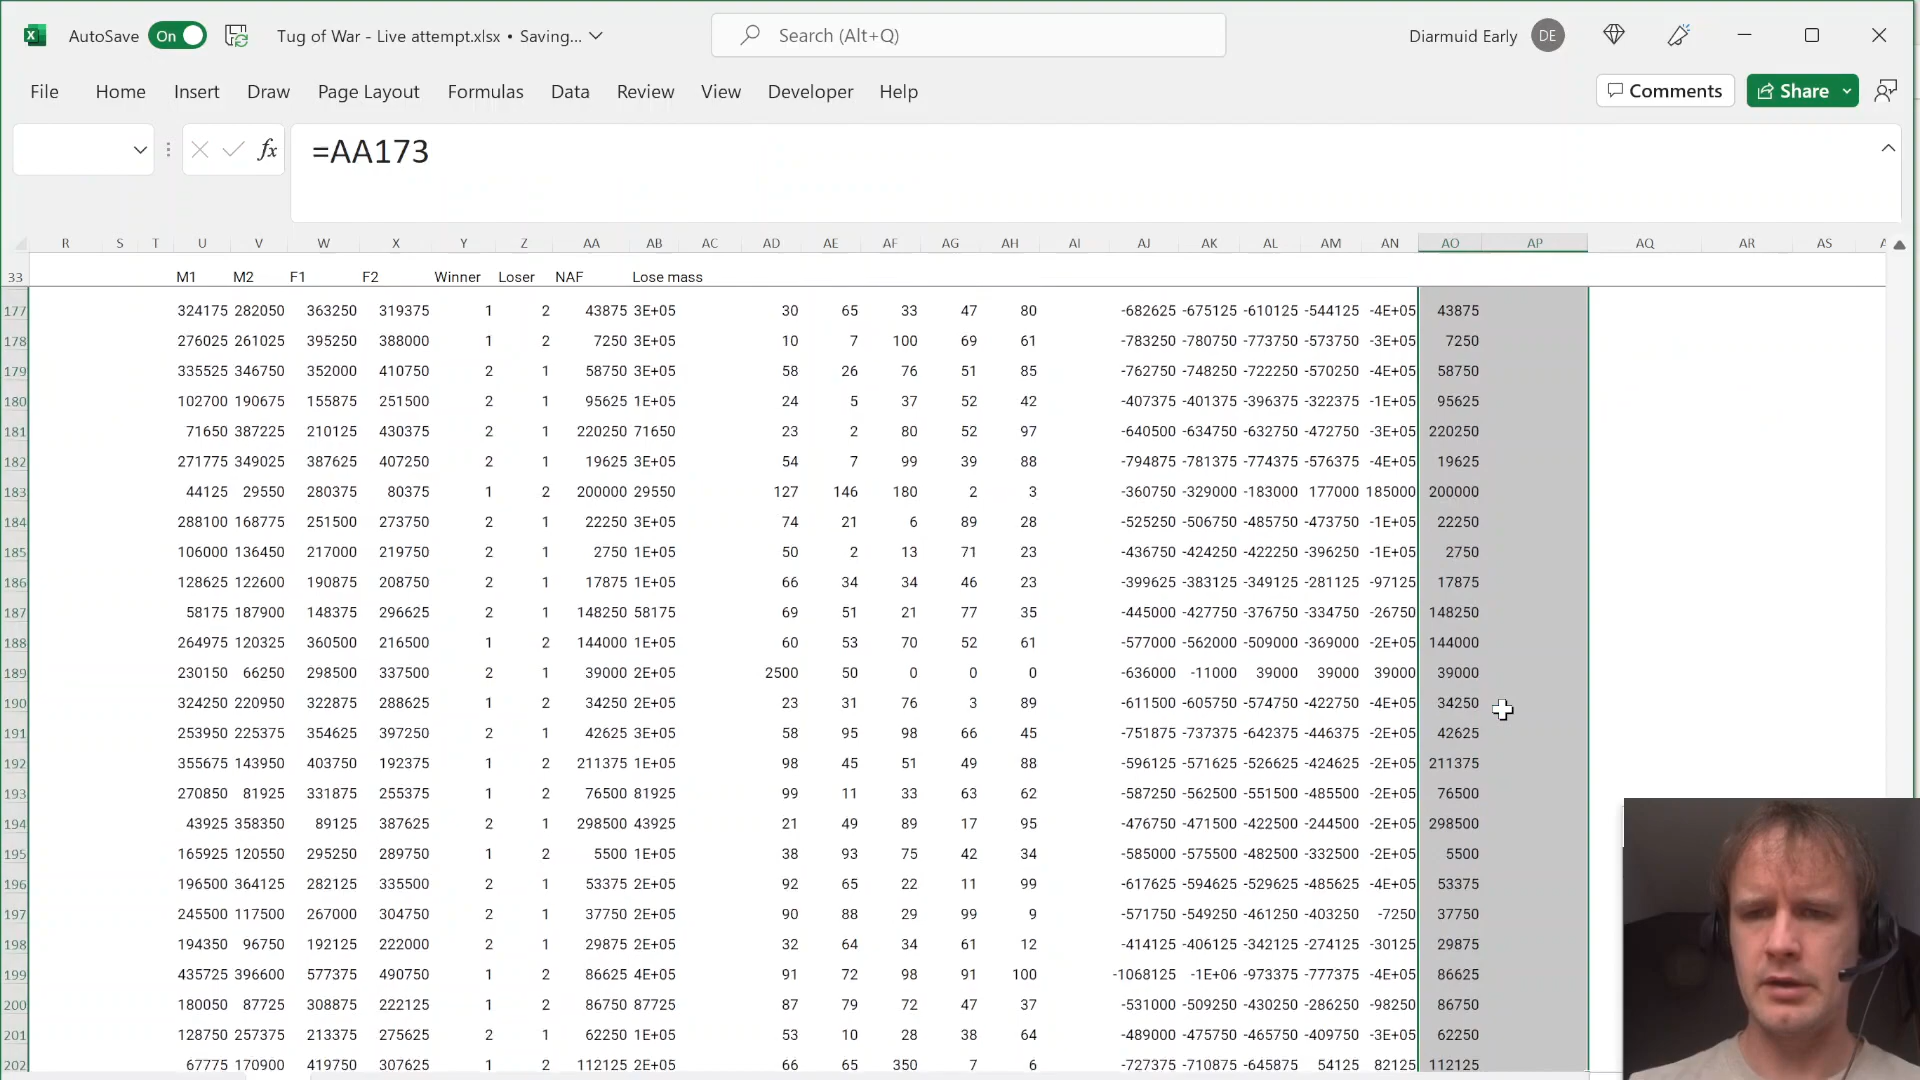 AutoSave On Tug of War - Live attempt.xlsx • Saving... Search (Alt+Q) Diarmuid Early DE
File Home Insert Draw Page Layout Formulas Data Review View Developer Help Comments Share
fx =AA173
R S T U V W X Y Z AA AB AC AD AE AF AG AH AI AJ AK AL AM AN AO AP AQ AR AS
33 M1 M2 F1 F2 Winner Loser NAF Lose mass
177 324175 282050 363250 319375 1 2 43875 3E+05 30 65 33 47 80 -682625 -675125 -610125 -544125 -4E+05 43875
178 276025 261025 395250 388000 1 2 7250 3E+05 10 7 100 69 61 -783250 -780750 -773750 -573750 -3E+05 7250
179 335525 346750 352000 410750 2 1 58750 3E+05 58 26 76 51 85 -762750 -748250 -722250 -570250 -4E+05 58750
180 102700 190675 155875 251500 2 1 95625 1E+05 24 5 37 52 42 -407375 -401375 -396375 -322375 -1E+05 95625
181 71650 387225 210125 430375 2 1 220250 71650 23 2 80 52 97 -640500 -634750 -632750 -472750 -3E+05 220250
182 271775 349025 387625 407250 2 1 19625 3E+05 54 7 99 39 88 -794875 -781375 -774375 -576375 -4E+05 19625
183 44125 29550 280375 80375 1 2 200000 29550 127 146 180 2 3 -360750 -329000 -183000 177000 185000 200000
184 288100 168775 251500 273750 2 1 22250 3E+05 74 21 6 89 28 -525250 -506750 -485750 -473750 -1E+05 22250
185 106000 136450 217000 219750 2 1 2750 1E+05 50 2 13 71 23 -436750 -424250 -422250 -396250 -1E+05 2750
186 128625 122600 190875 208750 2 1 17875 1E+05 66 34 34 46 23 -399625 -383125 -349125 -281125 -97125 17875
187 58175 187900 148375 296625 2 1 148250 58175 69 51 21 77 35 -445000 -427750 -376750 -334750 -26750 148250
188 264975 120325 360500 216500 1 2 144000 1E+05 60 53 70 52 61 -577000 -562000 -509000 -369000 -2E+05 144000
189 230150 66250 298500 337500 2 1 39000 2E+05 2500 50 0 0 0 -636000 -11000 39000 39000 39000 39000
190 324250 220950 322875 288625 1 2 34250 2E+05 23 31 76 3 89 -611500 -605750 -574750 -422750 -4E+05 34250
191 253950 225375 354625 397250 2 1 42625 3E+05 58 95 98 66 45 -751875 -737375 -642375 -446375 -2E+05 42625
192 355675 143950 403750 192375 1 2 211375 1E+05 98 45 51 49 88 -596125 -571625 -526625 -424625 -2E+05 211375
193 270850 81925 331875 255375 1 2 76500 81925 99 11 33 63 62 -587250 -562500 -551500 -485500 -2E+05 76500
194 43925 358350 89125 387625 2 1 298500 43925 21 49 89 17 95 -476750 -471500 -422500 -244500 -2E+05 298500
195 165925 120550 295250 289750 1 2 5500 1E+05 38 93 75 42 34 -585000 -575500 -482500 -332500 -2E+05 5500
196 196500 364125 282125 335500 2 1 53375 2E+05 92 65 22 11 99 -617625 -594625 -529625 -485625 -4E+05 53375
197 245500 117500 267000 304750 2 1 37750 2E+05 90 88 29 99 9 -571750 -549250 -461250 -403250 -7250 37750
198 194350 96750 192125 222000 2 1 29875 2E+05 32 64 34 61 12 -414125 -406125 -342125 -274125 -30125 29875
199 435725 396600 577375 490750 1 2 86625 4E+05 91 72 98 91 100 -1068125 -1E+06 -973375 -777375 -4E+05 86625
200 180050 87725 308875 222125 1 2 86750 87725 87 79 72 47 37 -531000 -509250 -430250 -286250 -98250 86750
201 128750 257375 213375 275625 2 1 62250 1E+05 53 10 28 38 64 -489000 -475750 -465750 -409750 -3E+05 62250
202 67775 170900 419750 307625 1 2 112125 2E+05 66 65 350 7 6 -727375 -710875 -645875 54125 82125 112125